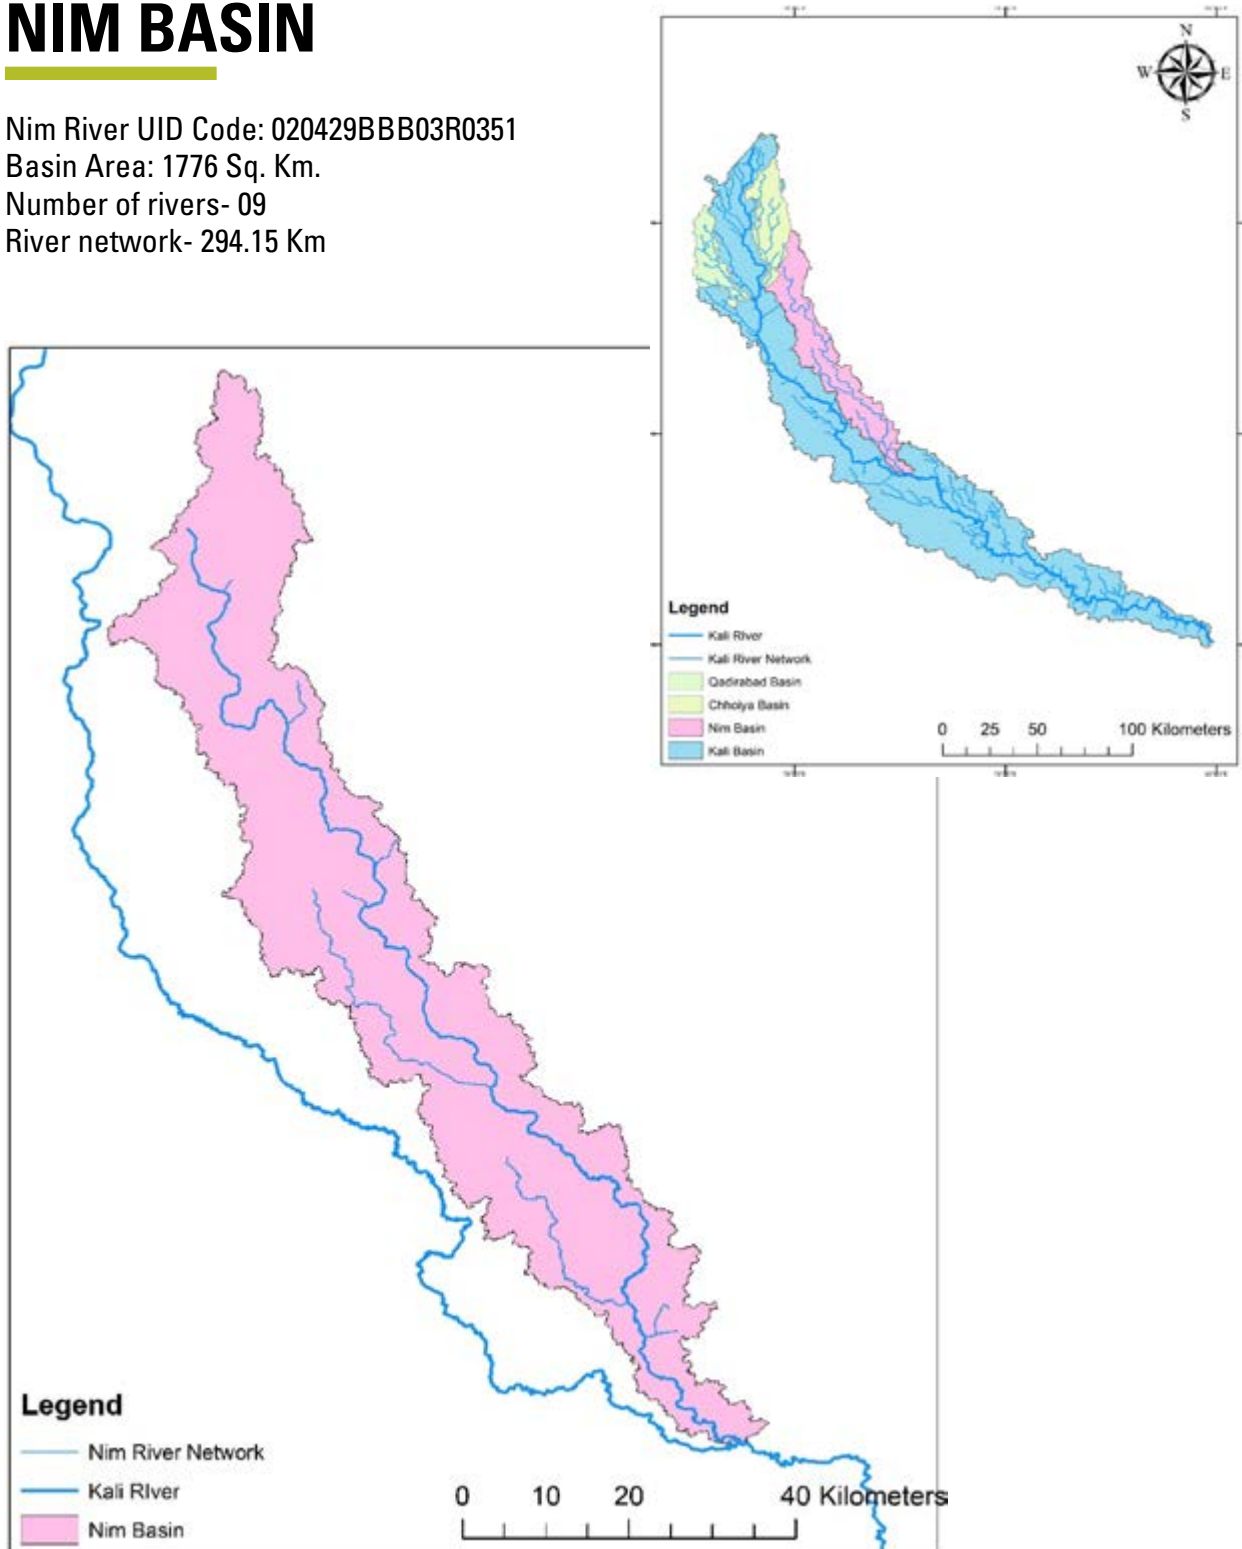 NIM BASIN
Nim River UID Code: 020429BBB03R0351
Basin Area: 1776 Sq. Km.
Number of rivers- 09
River network- 294.15 Km
N
W E
S
Legend
Kali River
Kali River Network
Qadirabad Basin
Chhoiya Basin
Nim Basin
Kali Basin
0 25 50 100 Kilometers
Legend
Nim River Network
Kali RIver
Nim Basin
0 10 20 40 Kilometers